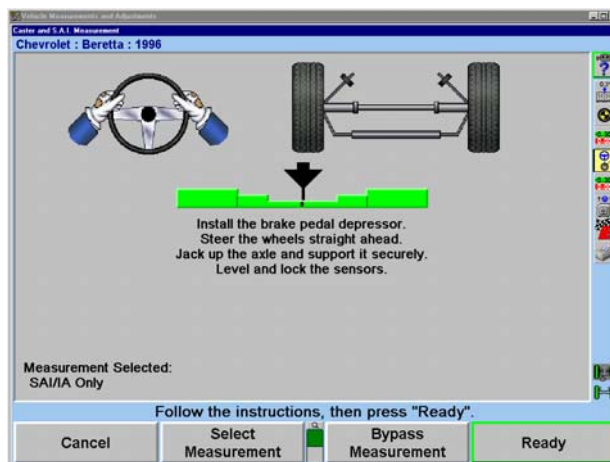 Vehicle Measurements and Adjustments
Caster and S.A.I. Measurement
Chevrolet : Beretta : 1996
Install the brake pedal depressor.
Steer the wheels straight ahead.
Jack up the axle and support it securely.
Level and lock the sensors.
Measurement Selected:
SAI/IA Only
Follow the instructions, then press "Ready".
Cancel
Select
Measurement
Bypass
Measurement
Ready